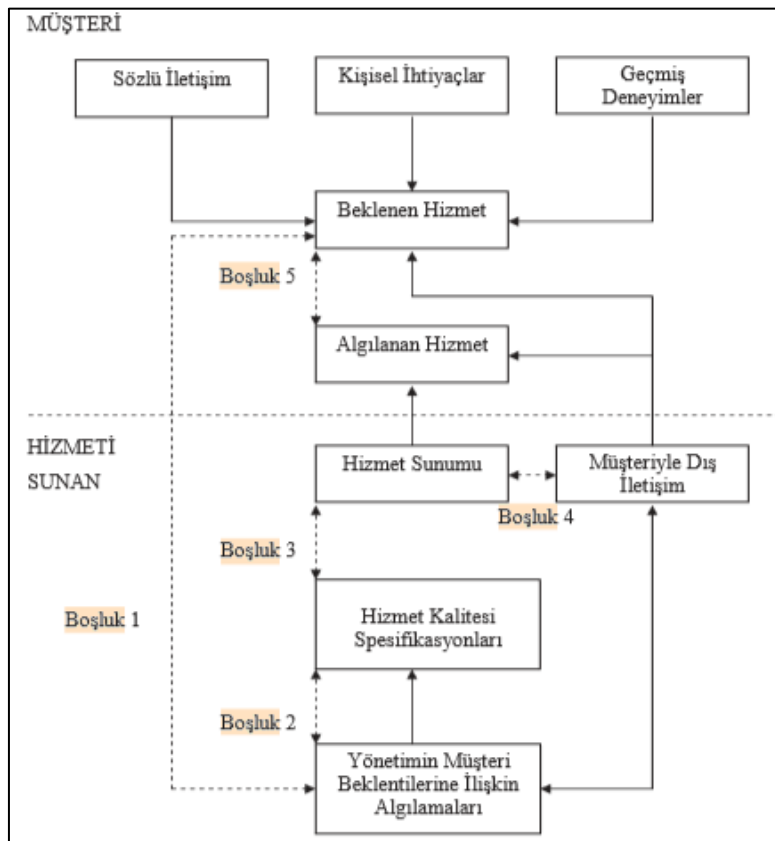 MÜŞTERİ
Sözlü İletişim
Kişisel İhtiyaçlar
Geçmiş
Deneyimler
Beklenen Hizmet
Boşluk 5
Algılanan Hizmet
HİZMETİ
SUNAN
Hizmet Sunumu
Müşteriyle Dış
İletişim
Boşluk 4
Boşluk 3
Hizmet Kalitesi
Spesifikasyonları
Boşluk 1
Boşluk 2
Yönetimin Müşteri
Beklentilerine İlişkin
Algılamaları